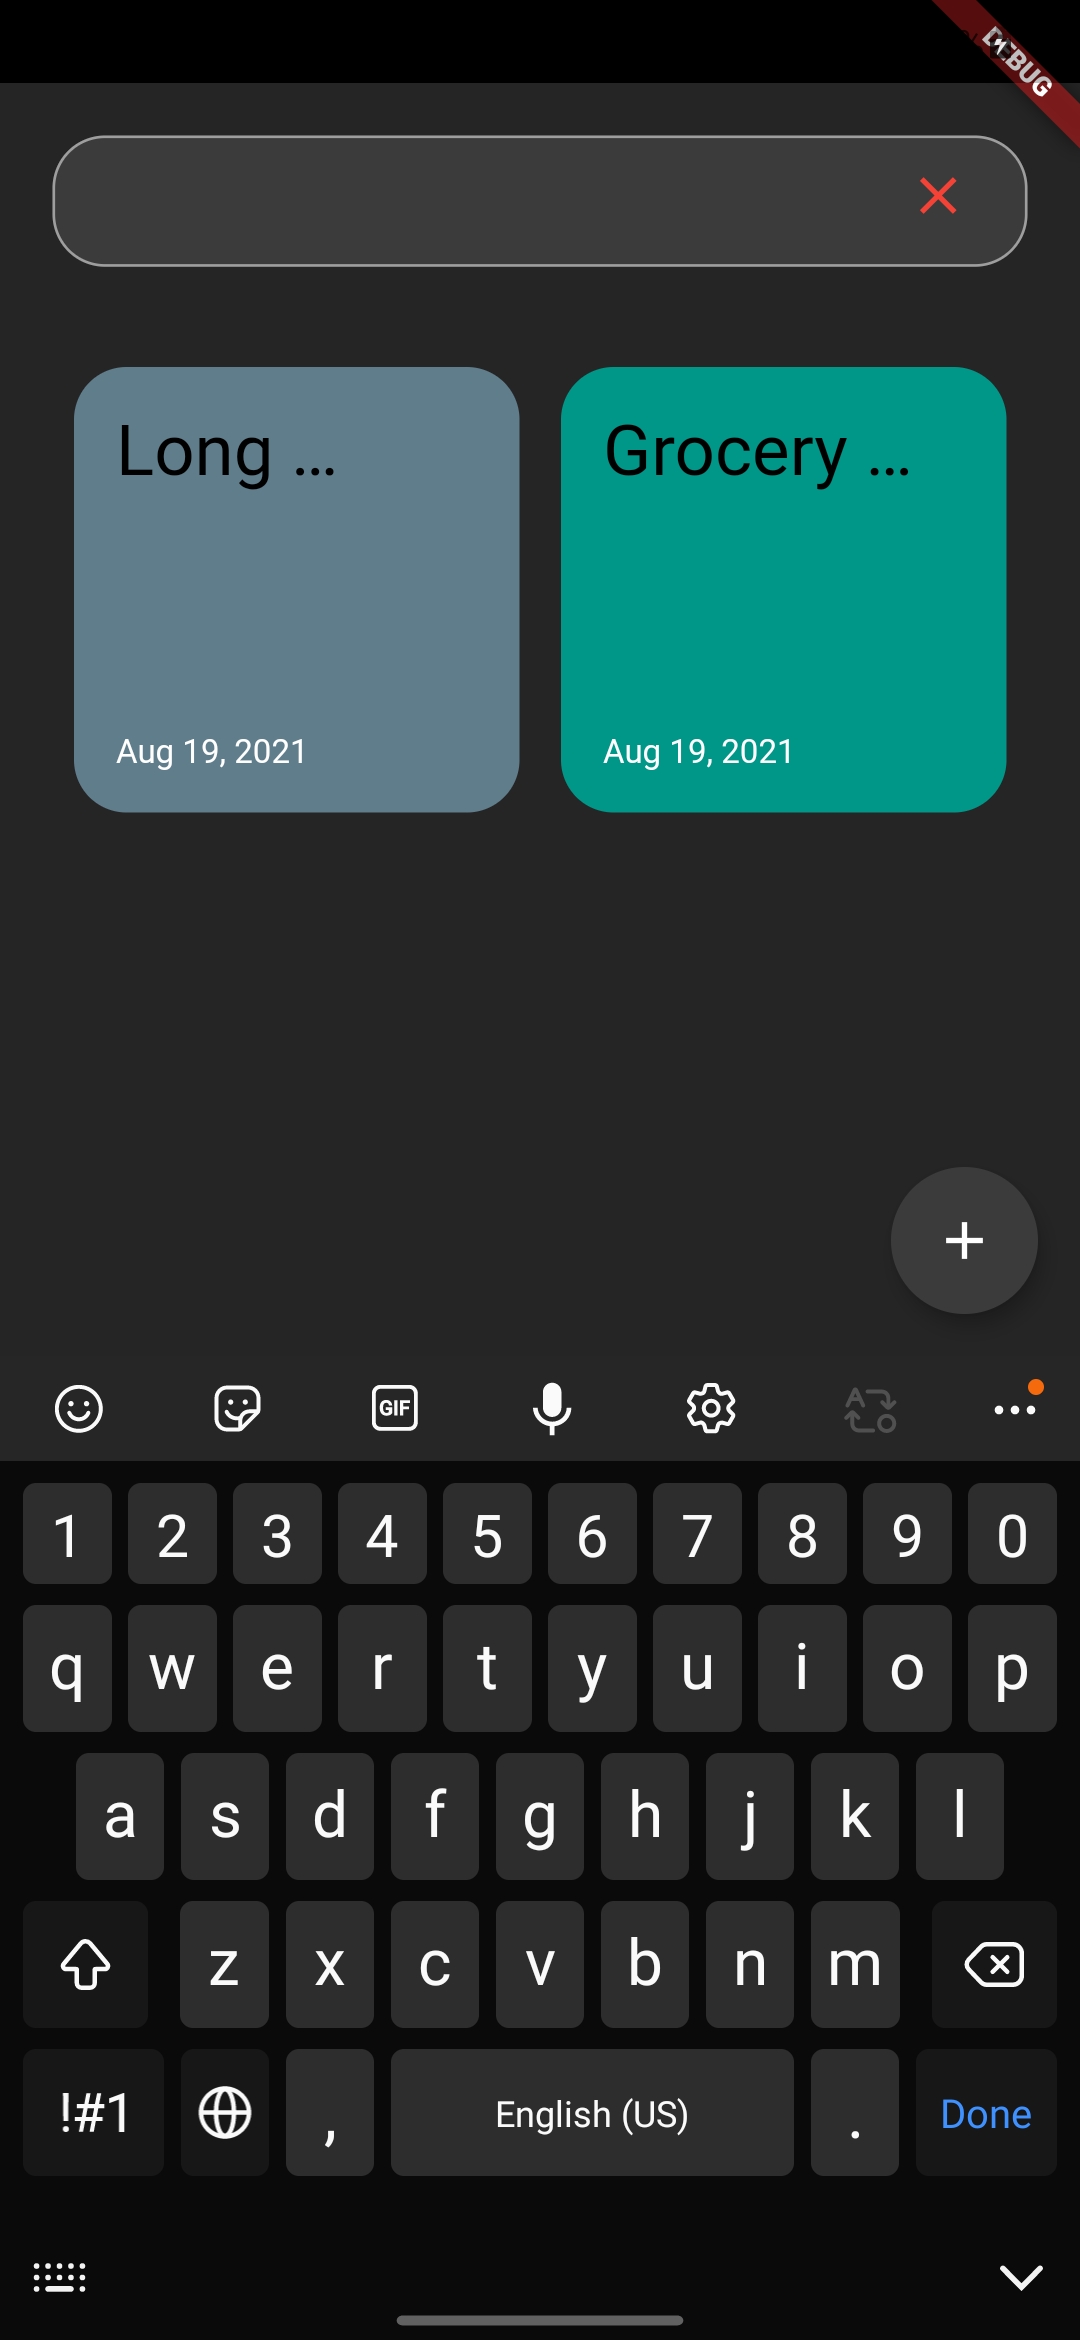 DEBUG
Long ...
Grocery ...
Aug 19, 2021
Aug 19, 2021
GIF
1 2 3 4 5 6 7 8 9 0
q w e r t y u i o p
a s d f g h j k l
z x c v b n m
!#1 , English (US) . Done